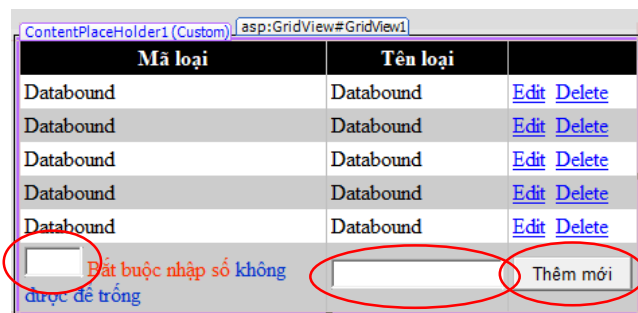 ContentPlaceHolder1 (Custom) asp:GridView#GridView1
Mã loại Tên loại
Databound Databound Edit Delete
Databound Databound Edit Delete
Databound Databound Edit Delete
Databound Databound Edit Delete
Databound Databound Edit Delete
Bắt buộc nhập số không Thêm mới
được để trống